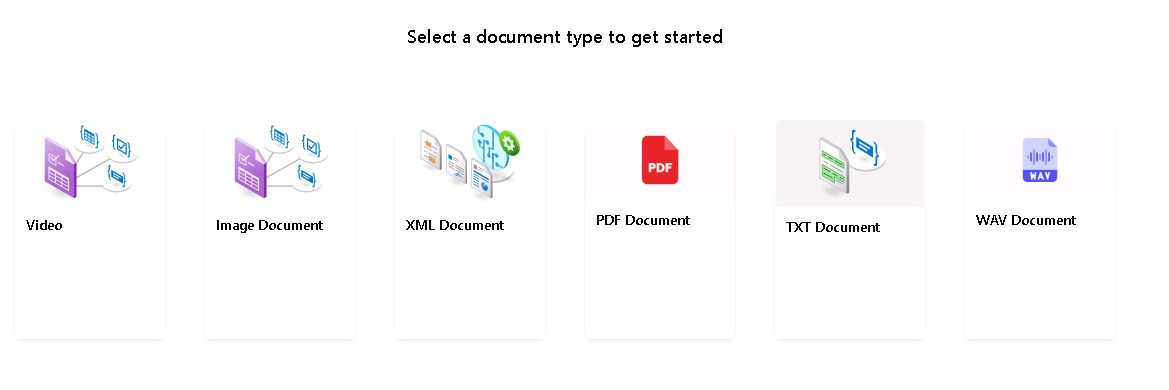 Select a document type to get started
PDF
WAV
Video
Image Document
XML Document
PDF Document
TXT Document
WAV Document